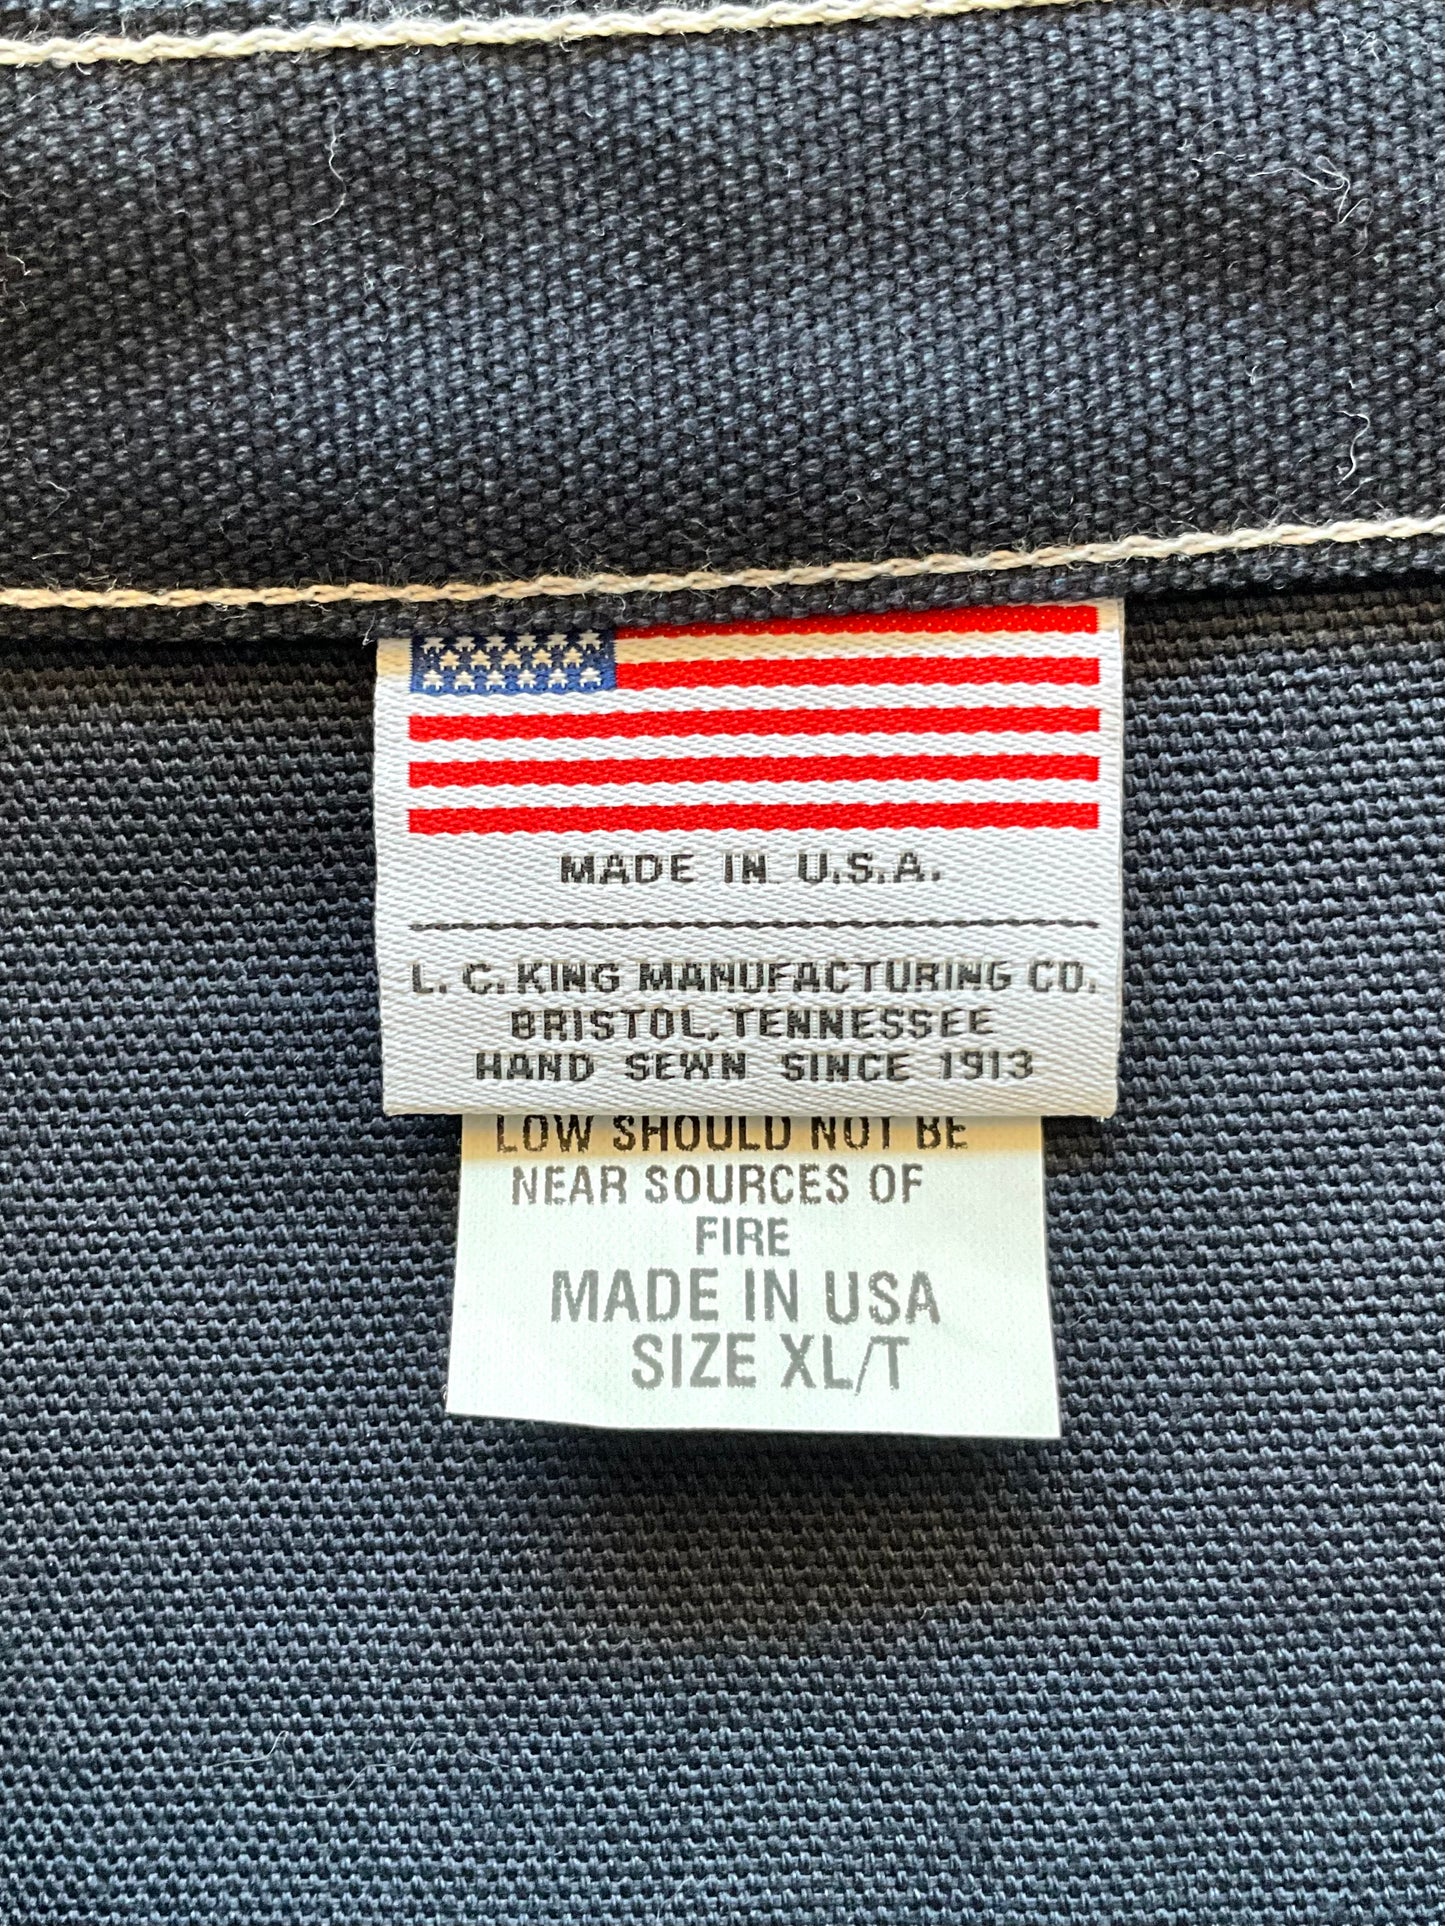 MADE IN U.S.A.
L. C. KING MANUFACTURING CO.
BRISTOL, TENNESSEE
HAND SEWN SINCE 1913
LOW SHOULD NOT BE
NEAR SOURCES OF
FIRE
MADE IN USA
SIZE XL/T